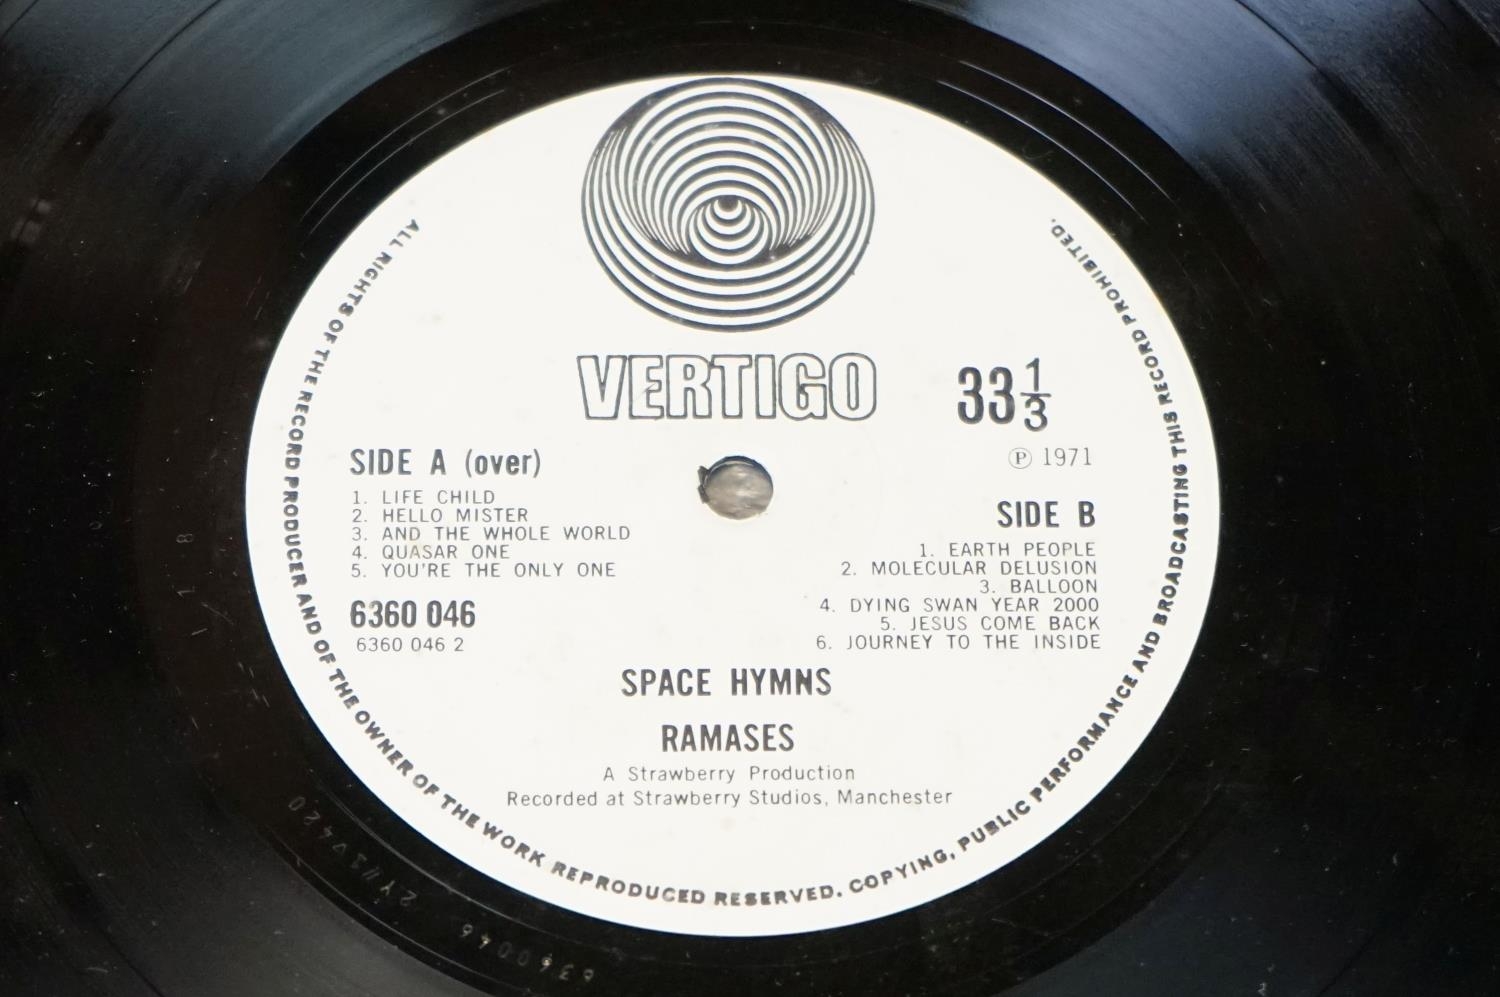 VERTIGO
33 1/3
℗ 1971
SIDE A (over)
1. LIFE CHILD
2. HELLO MISTER
3. AND THE WHOLE WORLD
4. QUASAR ONE
5. YOU'RE THE ONLY ONE
6360 046
6360 046 2
SIDE B
1. EARTH PEOPLE
2. MOLECULAR DELUSION
3. BALLOON
4. DYING SWAN YEAR 2000
5. JESUS COME BACK
6. JOURNEY TO THE INSIDE
SPACE HYMNS
RAMASES
A Strawberry Production
Recorded at Strawberry Studios, Manchester
ALL RIGHTS OF THE RECORD PRODUCER AND OF THE OWNER OF THE WORK REPRODUCED RESERVED. COPYING, PUBLIC PERFORMANCE AND BROADCASTING THIS RECORD PROHIBITED.
6360046
420